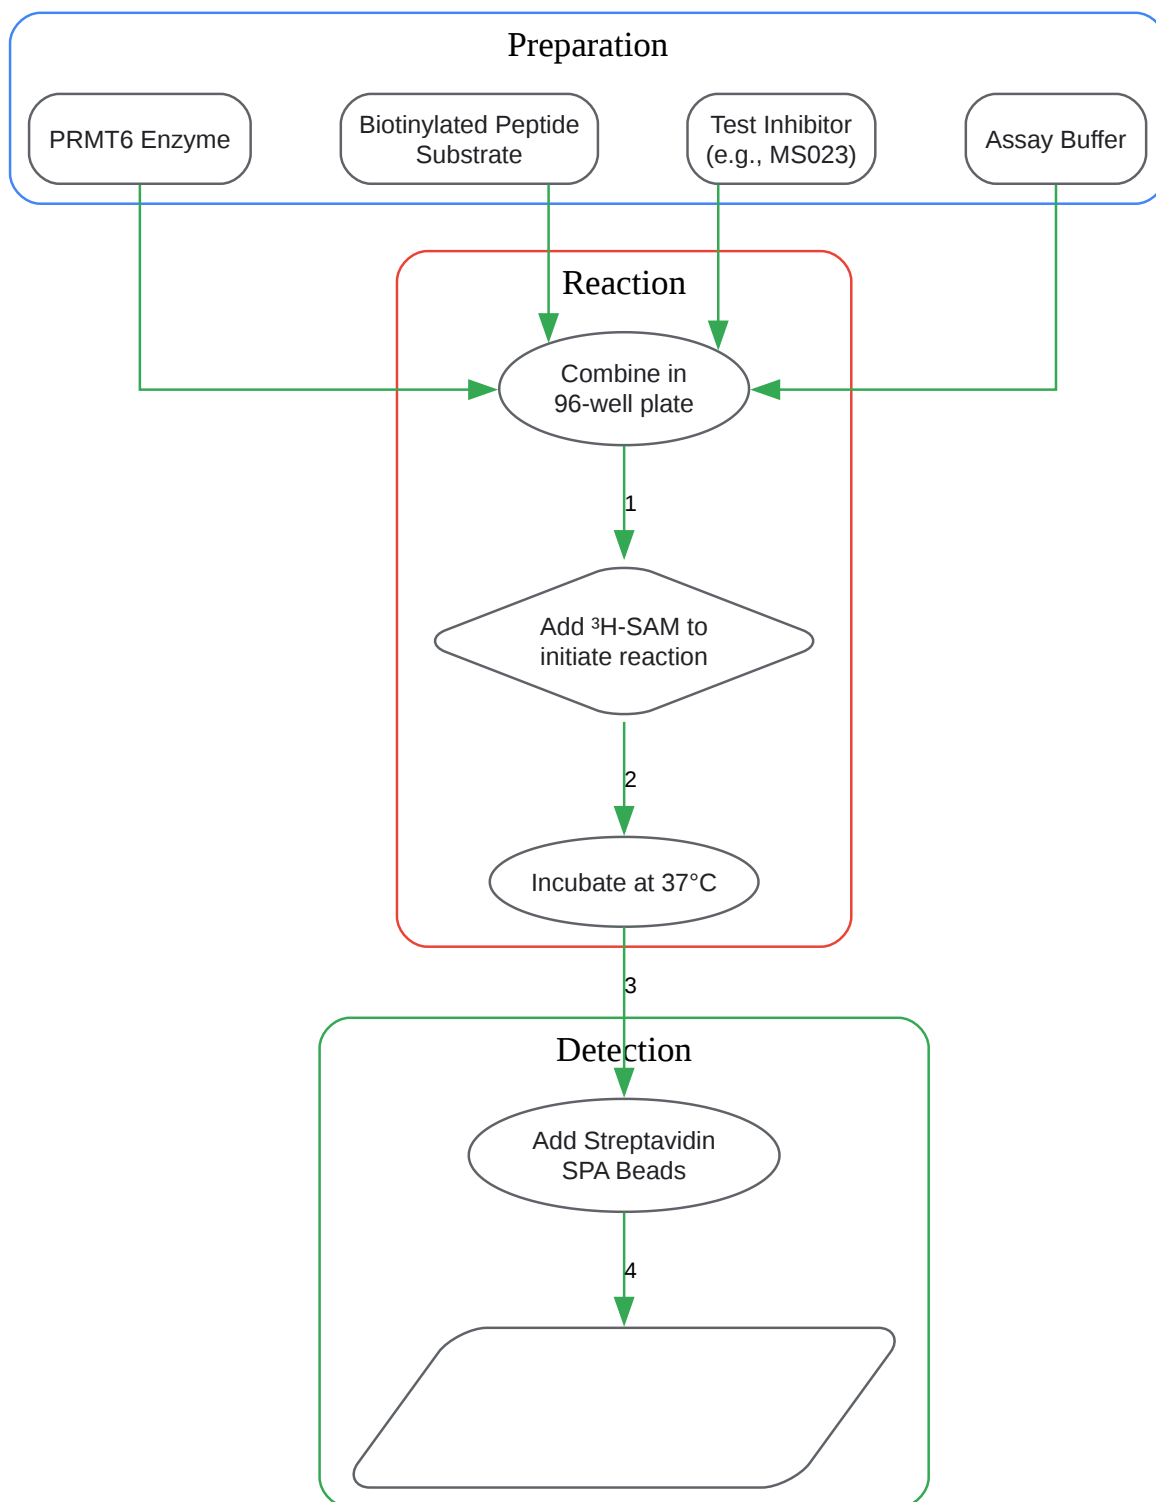 Preparation
PRMT6 Enzyme
Biotinylated Peptide
Substrate
Test Inhibitor
(e.g., MS023)
Assay Buffer
Reaction
Combine in
96-well plate
1
Add ³H-SAM to
initiate reaction
2
Incubate at 37°C
3
Detection
Add Streptavidin
SPA Beads
4